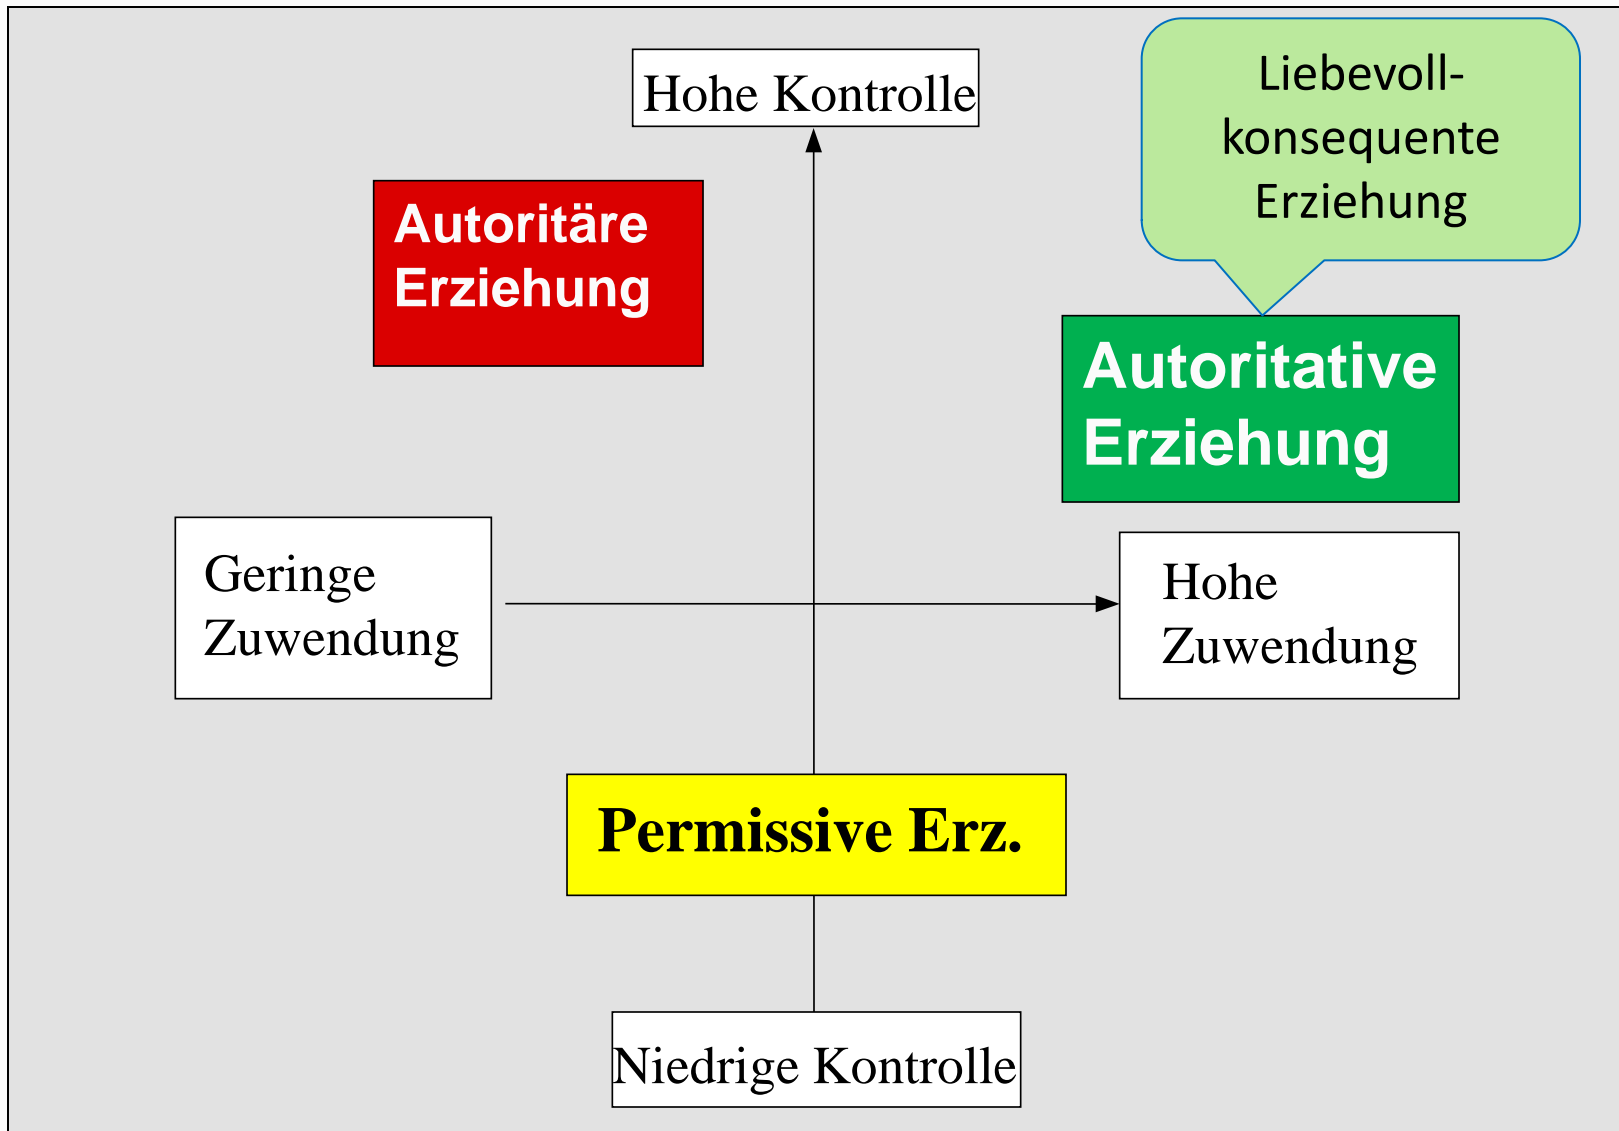 Hohe Kontrolle
Liebevoll-
konsequente
Erziehung
Autoritäre
Erziehung
Autoritative
Erziehung
Geringe
Zuwendung
Hohe
Zuwendung
Permissive Erz.
Niedrige Kontrolle